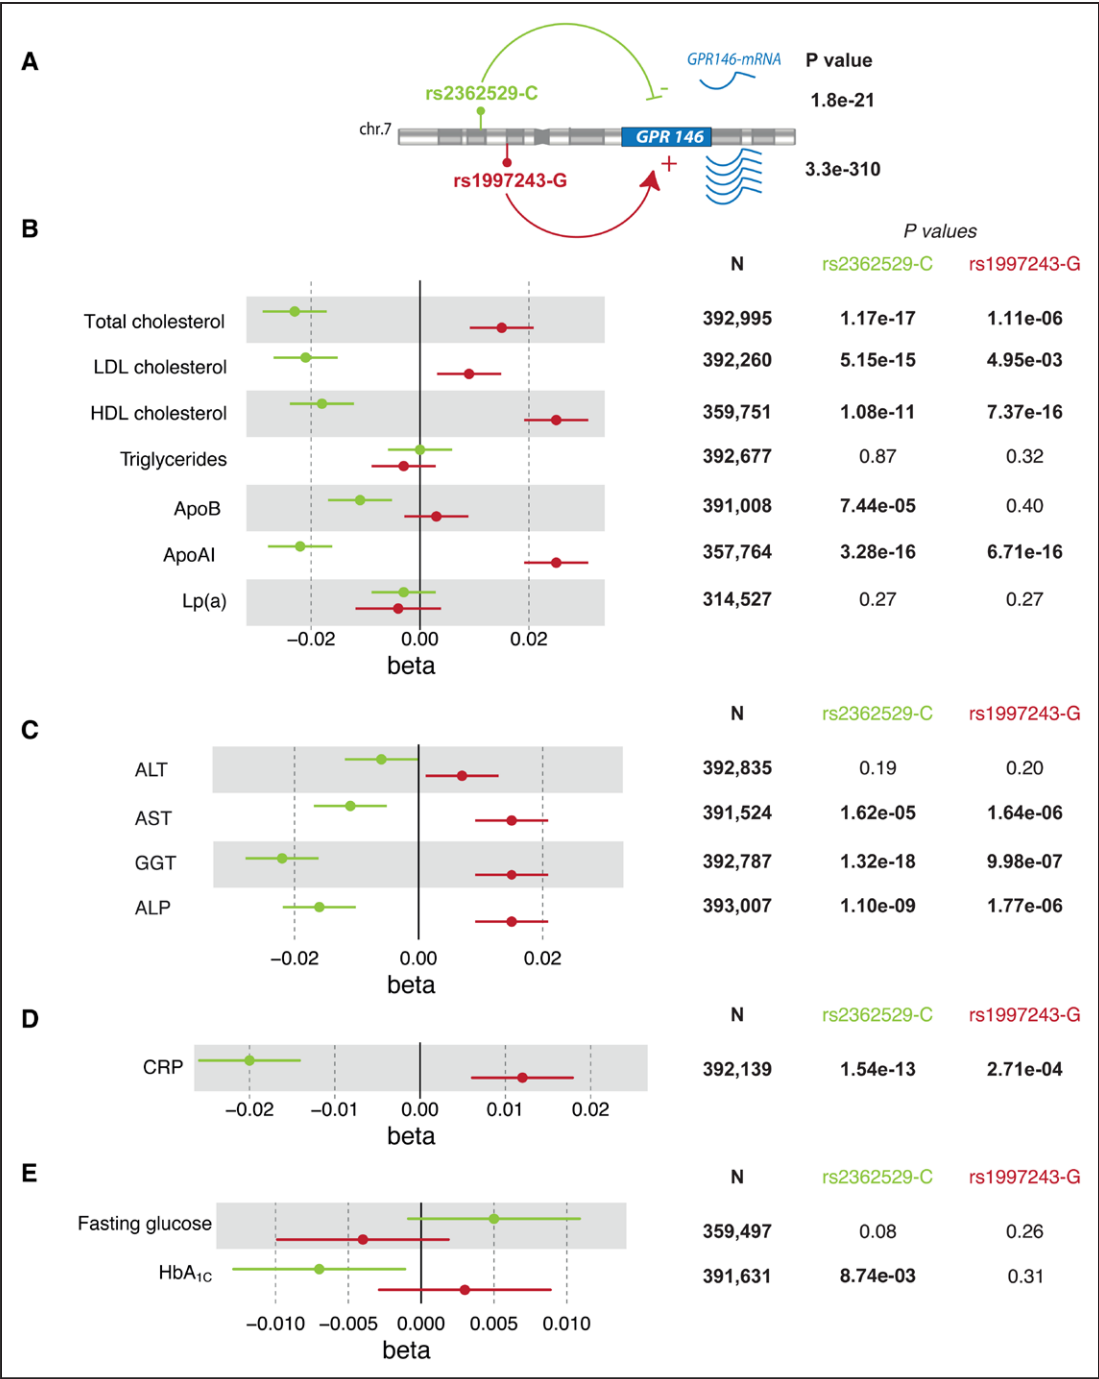 A
GPR146-mRNA
P value
rs2362529-C
–
1.8e-21
chr.7
GPR 146
+
3.3e-310
rs1997243-G
B
P values
N rs2362529-C rs1997243-G
Total cholesterol 392,995 1.17e-17 1.11e-06
LDL cholesterol 392,260 5.15e-15 4.95e-03
HDL cholesterol 359,751 1.08e-11 7.37e-16
Triglycerides 392,677 0.87 0.32
ApoB 391,008 7.44e-05 0.40
ApoAI 357,764 3.28e-16 6.71e-16
Lp(a) 314,527 0.27 0.27
−0.02 0.00 0.02
beta
C
N rs2362529-C rs1997243-G
ALT 392,835 0.19 0.20
AST 391,524 1.62e-05 1.64e-06
GGT 392,787 1.32e-18 9.98e-07
ALP 393,007 1.10e-09 1.77e-06
−0.02 0.00 0.02
beta
D
N rs2362529-C rs1997243-G
CRP 392,139 1.54e-13 2.71e-04
−0.02 −0.01 0.00 0.01 0.02
beta
E
N rs2362529-C rs1997243-G
Fasting glucose 359,497 0.08 0.26
HbA1C 391,631 8.74e-03 0.31
−0.010 −0.005 0.000 0.005 0.010
beta